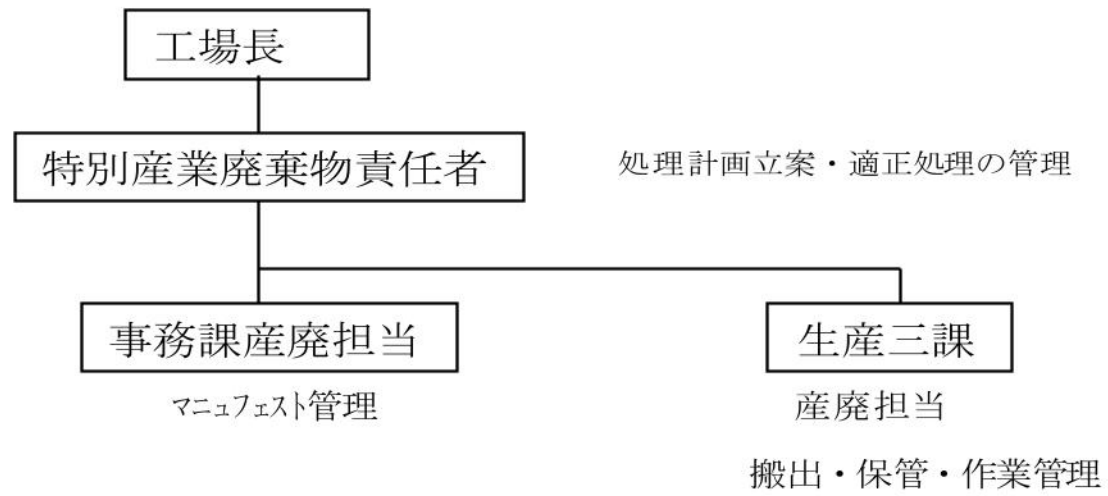 工場長
特別産業廃棄物責任者
処理計画立案・適正処理の管理
事務課産廃担当
生産三課
マニュフェスト管理
産廃担当
搬出・保管・作業管理